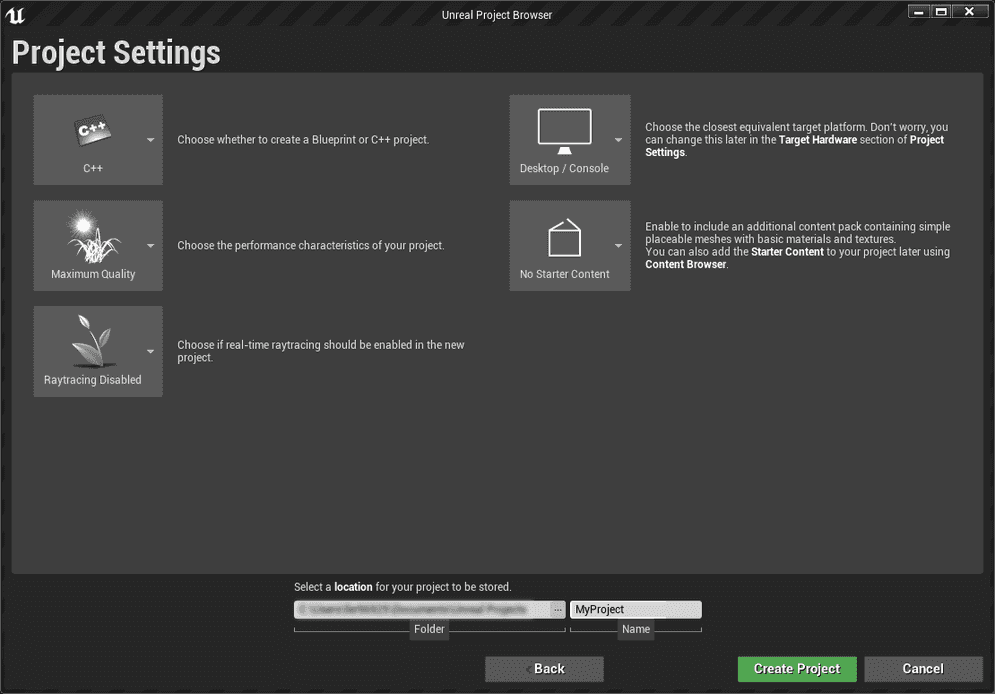 Unreal Project Browser
Project Settings
C++
C++
Choose whether to create a Blueprint or C++ project.
Desktop / Console
Choose the closest equivalent target platform. Don't worry, you
can change this later in the Target Hardware section of Project
Settings.
Maximum Quality
Choose the performance characteristics of your project.
No Starter Content
Enable to include an additional content pack containing simple
placeable meshes with basic materials and textures.
You can also add the Starter Content to your project later using
Content Browser.
Raytracing Disabled
Choose if real-time raytracing should be enabled in the new
project.
Select a location for your project to be stored.
...
MyProject
Folder
Name
Back
Create Project
Cancel